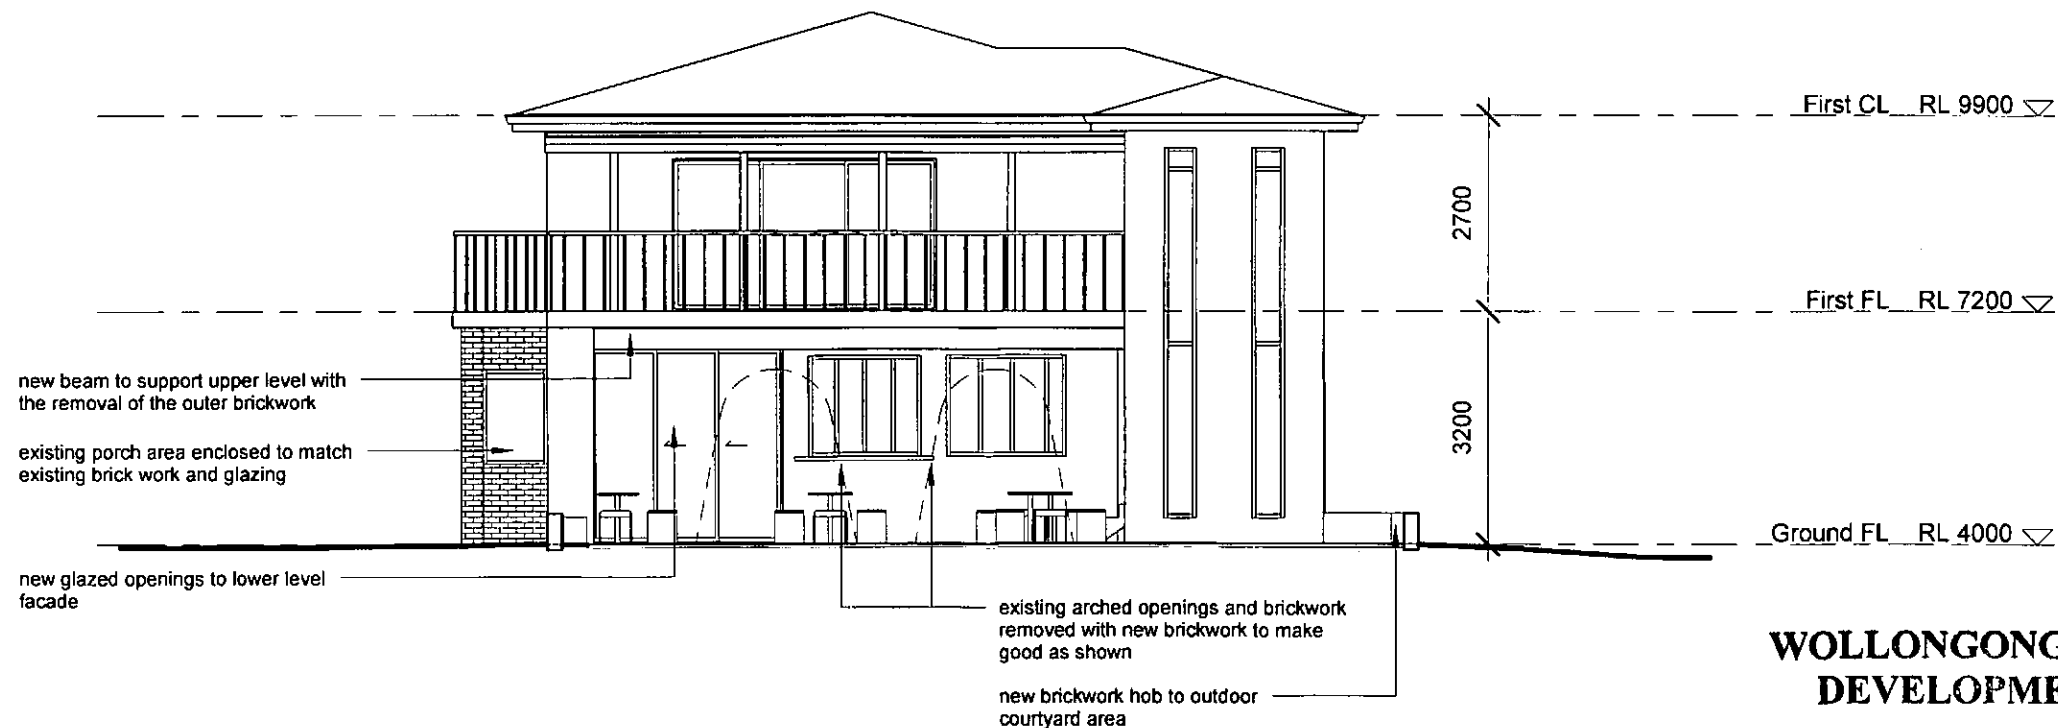 First CL RL 9900
2700
First FL RL 7200
new beam to support upper level with
the removal of the outer brickwork
3200
existing porch area enclosed to match
existing brick work and glazing
Ground FL RL 4000
new glazed openings to lower level
facade
existing arched openings and brickwork
removed with new brickwork to make
good as shown
new brickwork hob to outdoor
courtyard area
WOLLONGONG
DEVELOPME